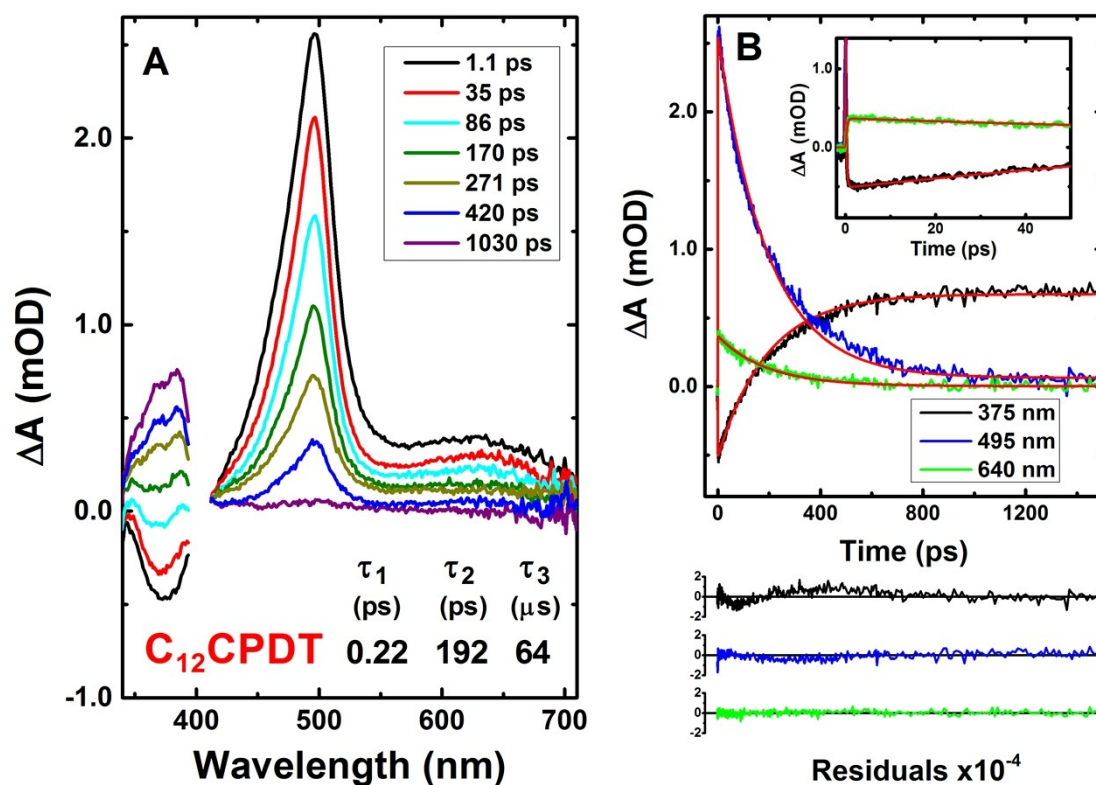 A
1.1 ps
35 ps
86 ps
170 ps
271 ps
420 ps
1030 ps
2.0
1.0
0.0
-1.0
ΔA (mOD)
τ1 τ2 τ3
(ps) (ps) (μs)
C12CPDT 0.22 192 64
400 500 600 700
Wavelength (nm)
B
2.0
1.0
0.0
ΔA (mOD)
1.0
0.0
ΔA (mOD)
0 20 40
Time (ps)
375 nm
495 nm
640 nm
0 400 800 1200
Time (ps)
2
0
-2
2
0
-2
2
0
-2
Residuals x10-4